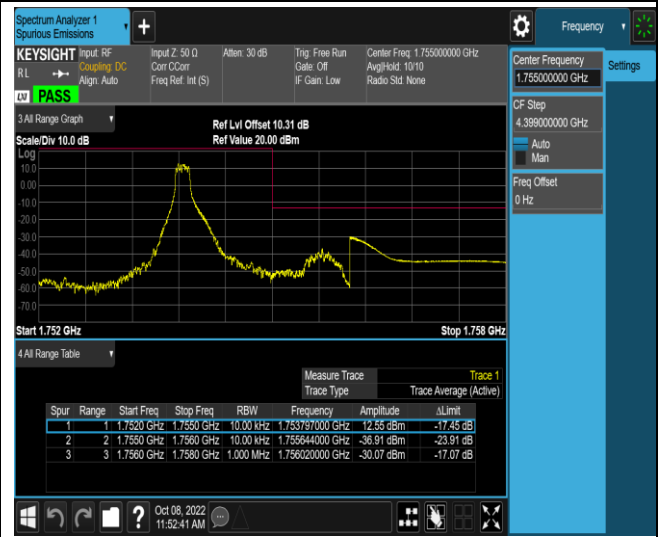 Spectrum Analyzer 1
Spurious Emissions
+
Frequency
KEYSIGHT Input: RF Input Z: 50 Ω Atten: 30 dB Trig: Free Run Center Freq: 1.755000000 GHz
RL Coupling: DC Corr CCorr Gate: Off Avg|Hold: 10/10
Align: Auto Freq Ref: Int (S) IF Gain: Low Radio Std: None
LXI PASS
Center Frequency
1.755000000 GHz
Settings
CF Step
4.399000000 GHz
Auto
Man
Freq Offset
0 Hz
3 All Range Graph
Ref Lvl Offset 10.31 dB
Scale/Div 10.0 dB Ref Value 20.00 dBm
Log
10.0
0.00
-10.0
-20.0
-30.0
-40.0
-50.0
-60.0
-70.0
Start 1.752 GHz Stop 1.758 GHz
4 All Range Table
Measure Trace Trace 1
Trace Type Trace Average (Active)
Spur Range Start Freq Stop Freq RBW Frequency Amplitude ΔLimit
1 1 1.7520 GHz 1.7550 GHz 10.00 kHz 1.753797000 GHz 12.55 dBm -17.45 dB
2 2 1.7550 GHz 1.7560 GHz 10.00 kHz 1.755644000 GHz -36.91 dBm -23.91 dB
3 3 1.7560 GHz 1.7580 GHz 1.000 MHz 1.756020000 GHz -30.07 dBm -17.07 dB
? Oct 08, 2022
11:52:41 AM